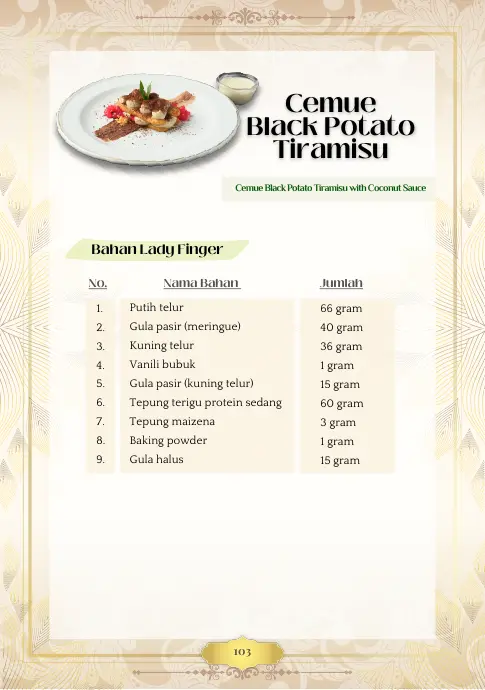 Cemue
Black Potato
Tiramisu
Cemue Black Potato Tiramisu with Coconut Sauce
Bahan Lady Finger
No. Nama Bahan Jumlah
1. Putih telur 66 gram
2. Gula pasir (meringue) 40 gram
3. Kuning telur 36 gram
4. Vanili bubuk 1 gram
5. Gula pasir (kuning telur) 15 gram
6. Tepung terigu protein sedang 60 gram
7. Tepung maizena 3 gram
8. Baking powder 1 gram
9. Gula halus 15 gram
103